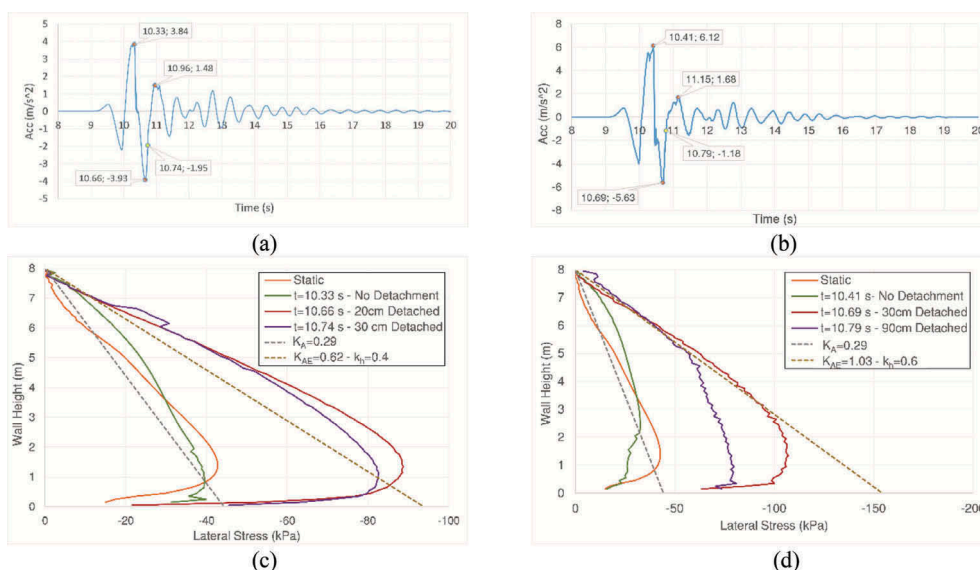 5
4
3
2
1
0
-1
-2
-3
-4
-5
Acc (m/s^2)
8 9 10 11 12 13 14 15 16 17 18 19 20
Time (s)
10.33; 3.84
10.96; 1.48
10.74; -1.95
10.66; -3.93
(a)
8
6
4
2
0
-2
-4
-6
-8
Acc (m/s^2)
8 9 10 11 12 13 14 15 16 17 18 19 20
Time (s)
10.41; 6.12
11.15; 1.68
10.79; -1.18
10.69; -5.63
(b)
8
7
6
5
4
3
2
1
0
Wall Height (m)
0 -20 -40 -60 -80 -100
Lateral Stress (kPa)
Static
t=10.33 s - No Detachment
t=10.66 s - 20cm Detached
t=10.74 s - 30 cm Detached
KA=0.29
KAE=0.62 - kh=0.4
(c)
8
7
6
5
4
3
2
1
0
Wall Height (m)
0 -50 -100 -150 -200
Lateral Stress (kPa)
Static
t=10.41 s - No Detachment
t=10.69 s - 30cm Detached
t=10.79 s - 90cm Detached
KA=0.29
KAE=1.03 - kh=0.6
(d)